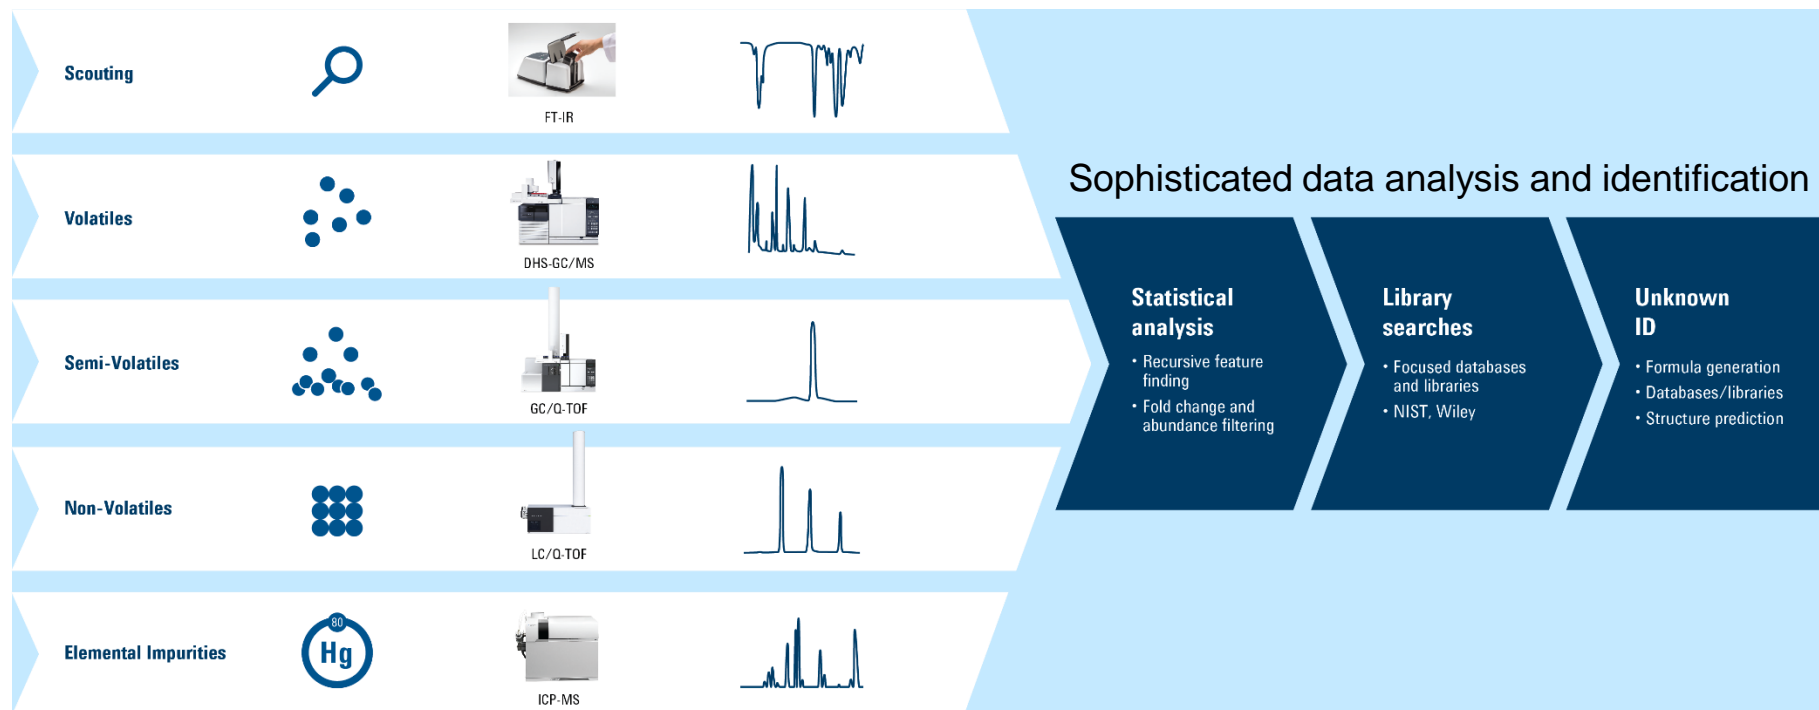 Scouting
FT-IR
Volatiles
DHS-GC/MS
Semi-Volatiles
GC/Q-TOF
Non-Volatiles
LC/Q-TOF
Elemental Impurities
80
Hg
ICP-MS
Sophisticated data analysis and identification
Statistical
analysis
• Recursive feature
finding
• Fold change and
abundance filtering
Library
searches
• Focused databases
and libraries
• NIST, Wiley
Unknown
ID
• Formula generation
• Databases/libraries
• Structure prediction